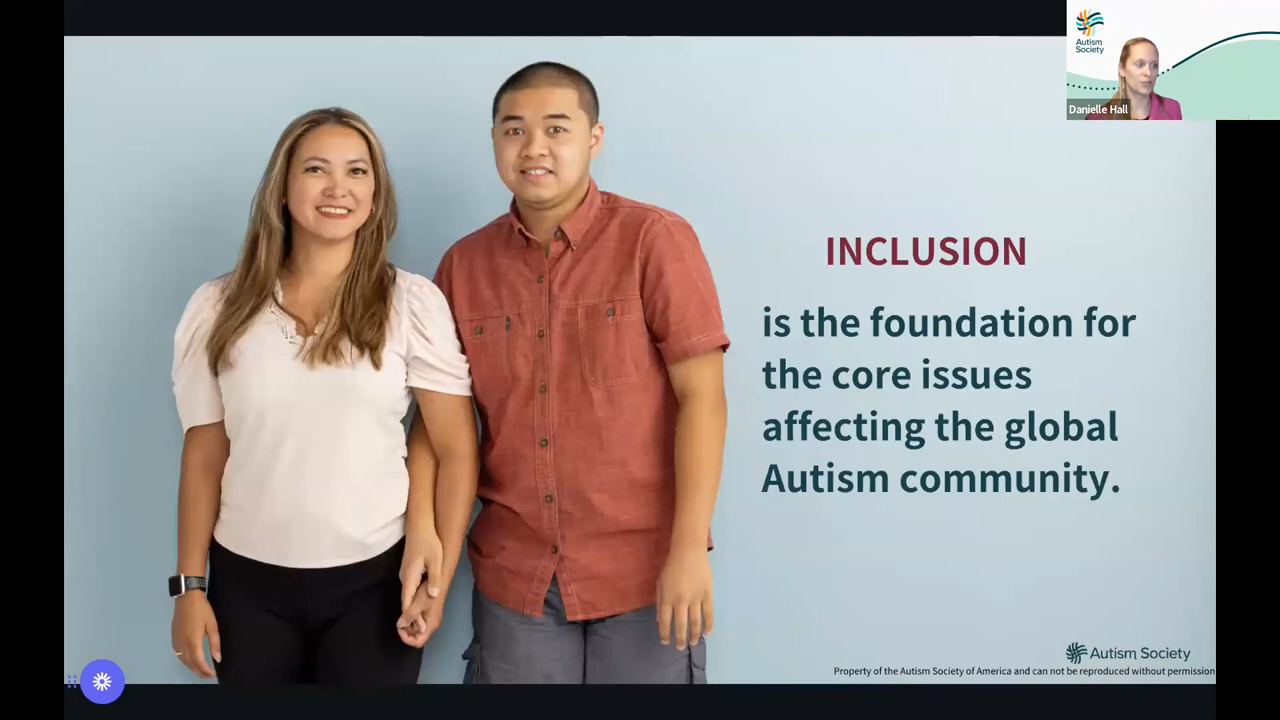 Autism
Society
Danielle Hall
INCLUSION
is the foundation for
the core issues
affecting the global
Autism community.
Autism Society
Property of the Autism Society of America and can not be reproduced without permission